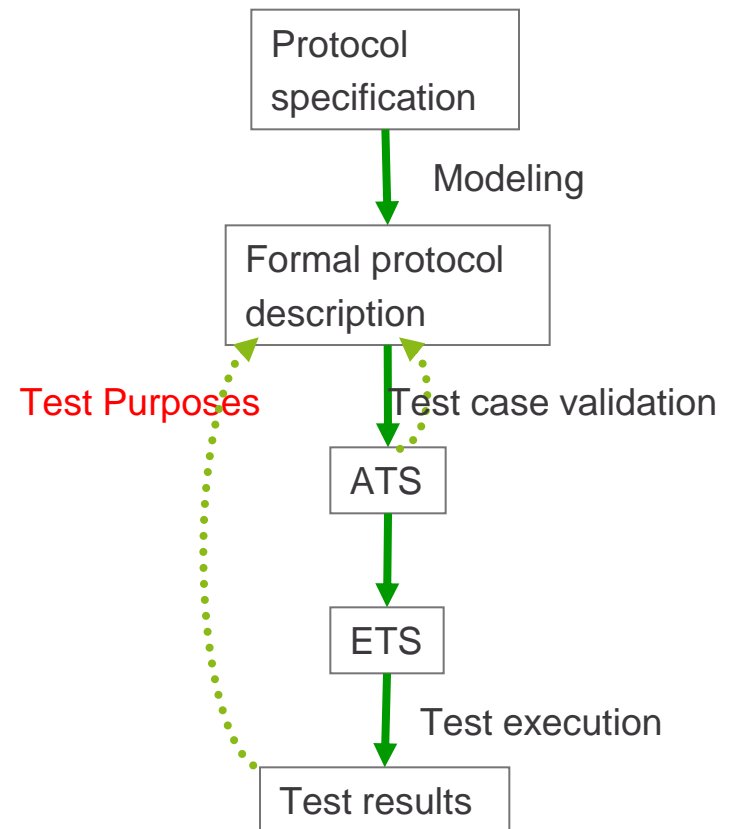 Protocol
specification
Modeling
Formal protocol
description
Test Purposes
Test case validation
ATS
ETS
Test execution
Test results